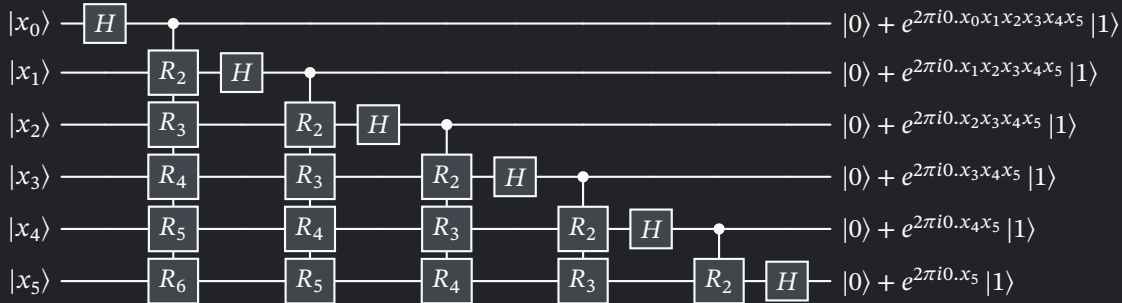 |x₀⟩ H |0⟩ + e^{2πi0.x₀x₁x₂x₃x₄x₅} |1⟩
|x₁⟩ R₂ H |0⟩ + e^{2πi0.x₁x₂x₃x₄x₅} |1⟩
|x₂⟩ R₃ R₂ H |0⟩ + e^{2πi0.x₂x₃x₄x₅} |1⟩
|x₃⟩ R₄ R₃ R₂ H |0⟩ + e^{2πi0.x₃x₄x₅} |1⟩
|x₄⟩ R₅ R₄ R₃ R₂ H |0⟩ + e^{2πi0.x₄x₅} |1⟩
|x₅⟩ R₆ R₅ R₄ R₃ R₂ H |0⟩ + e^{2πi0.x₅} |1⟩